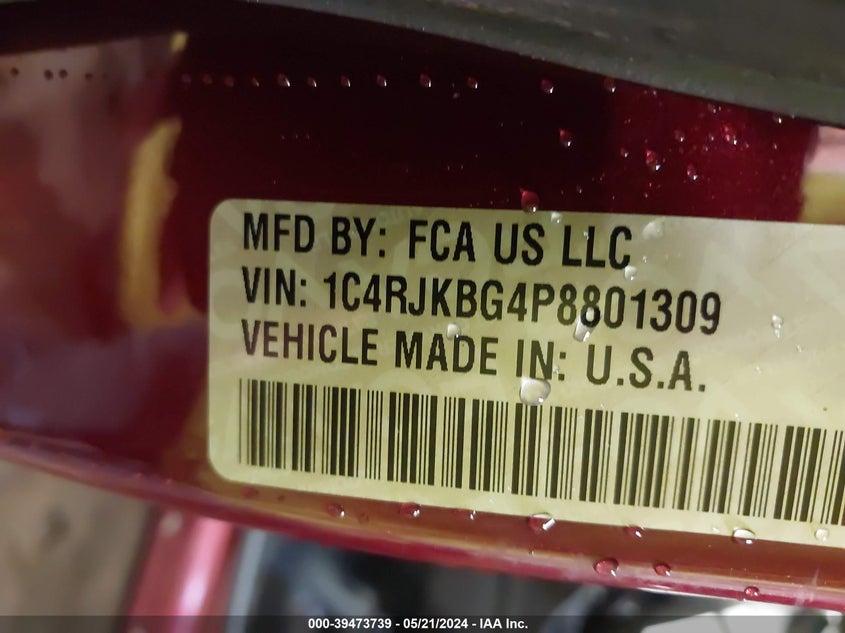 MFD BY: FCA US LLC
VIN: 1C4RJKBG4P8801309
VEHICLE MADE IN: U.S.A.
000-39473739 - 05/21/2024 - IAA Inc.